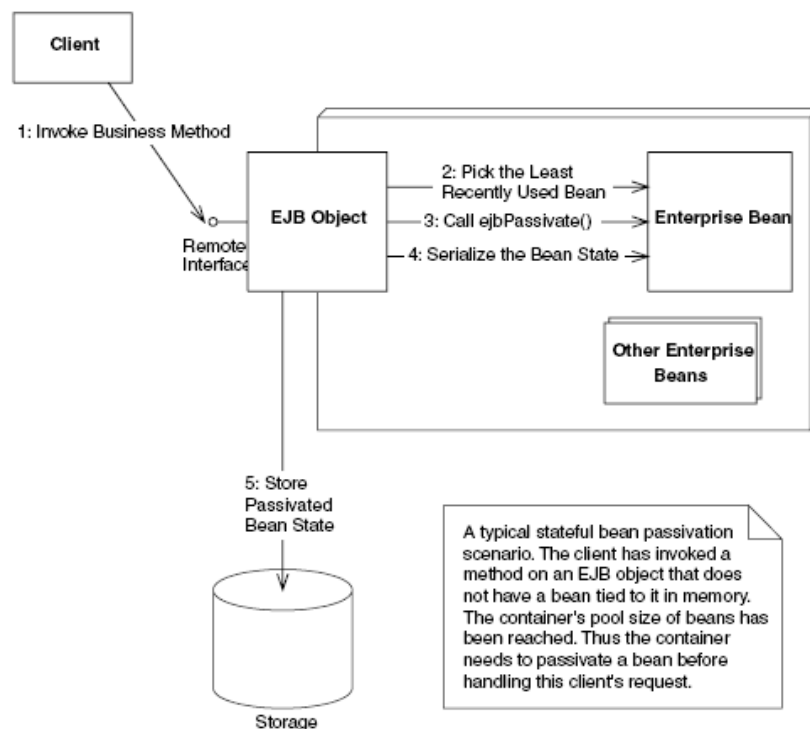 Client
1: Invoke Business Method
Remote
Interface
EJB Object
2: Pick the Least
Recently Used Bean
3: Call ejbPassivate()
4: Serialize the Bean State
Enterprise Bean
Other Enterprise
Beans
5: Store
Passivated
Bean State
Storage
A typical stateful bean passivation
scenario. The client has invoked a
method on an EJB object that does
not have a bean tied to it in memory.
The container's pool size of beans has
been reached. Thus the container
needs to passivate a bean before
handling this client's request.